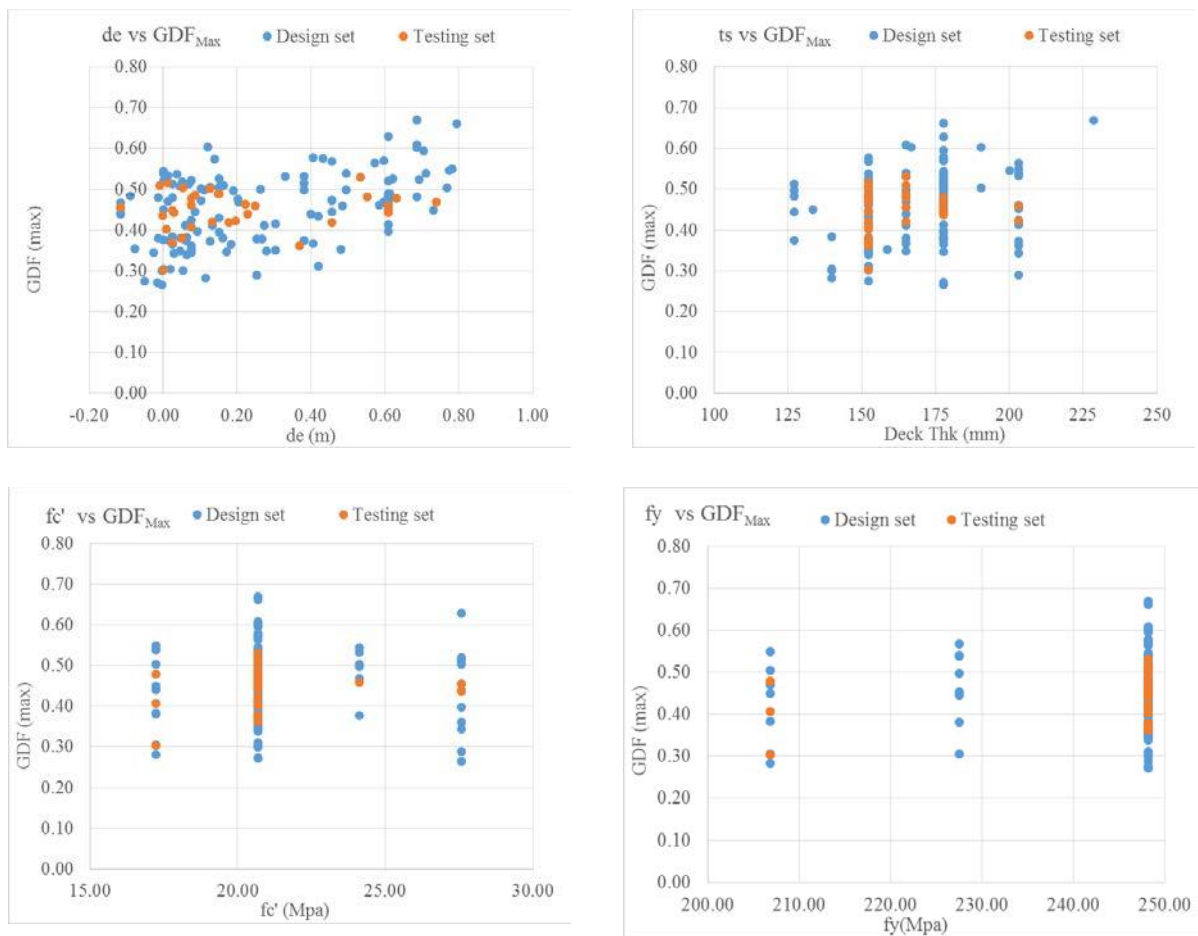 de vs GDF_Max Design set Testing set
0.80
0.70
0.60
0.50
0.40
0.30
0.20
0.10
0.00
GDF (max)
-0.20 0.00 0.20 0.40 0.60 0.80 1.00
de (m)
ts vs GDF_Max Design set Testing set
0.80
0.70
0.60
0.50
0.40
0.30
0.20
0.10
0.00
GDF (max)
100 125 150 175 200 225 250
Deck Thk (mm)
fc' vs GDF_Max Design set Testing set
0.80
0.70
0.60
0.50
0.40
0.30
0.20
0.10
0.00
GDF (max)
15.00 20.00 25.00 30.00
fc' (Mpa)
fy vs GDF_Max Design set Testing set
0.80
0.70
0.60
0.50
0.40
0.30
0.20
0.10
0.00
GDF (max)
200.00 210.00 220.00 230.00 240.00 250.00
fy(Mpa)